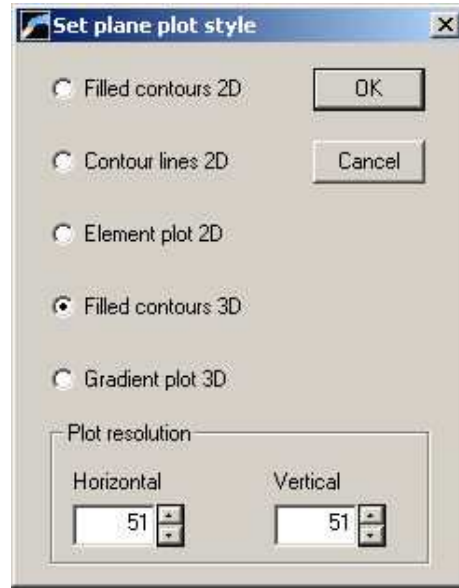 Set plane plot style
Filled contours 2D
OK
Contour lines 2D
Cancel
Element plot 2D
Filled contours 3D
Gradient plot 3D
Plot resolution
Horizontal
Vertical
51
51